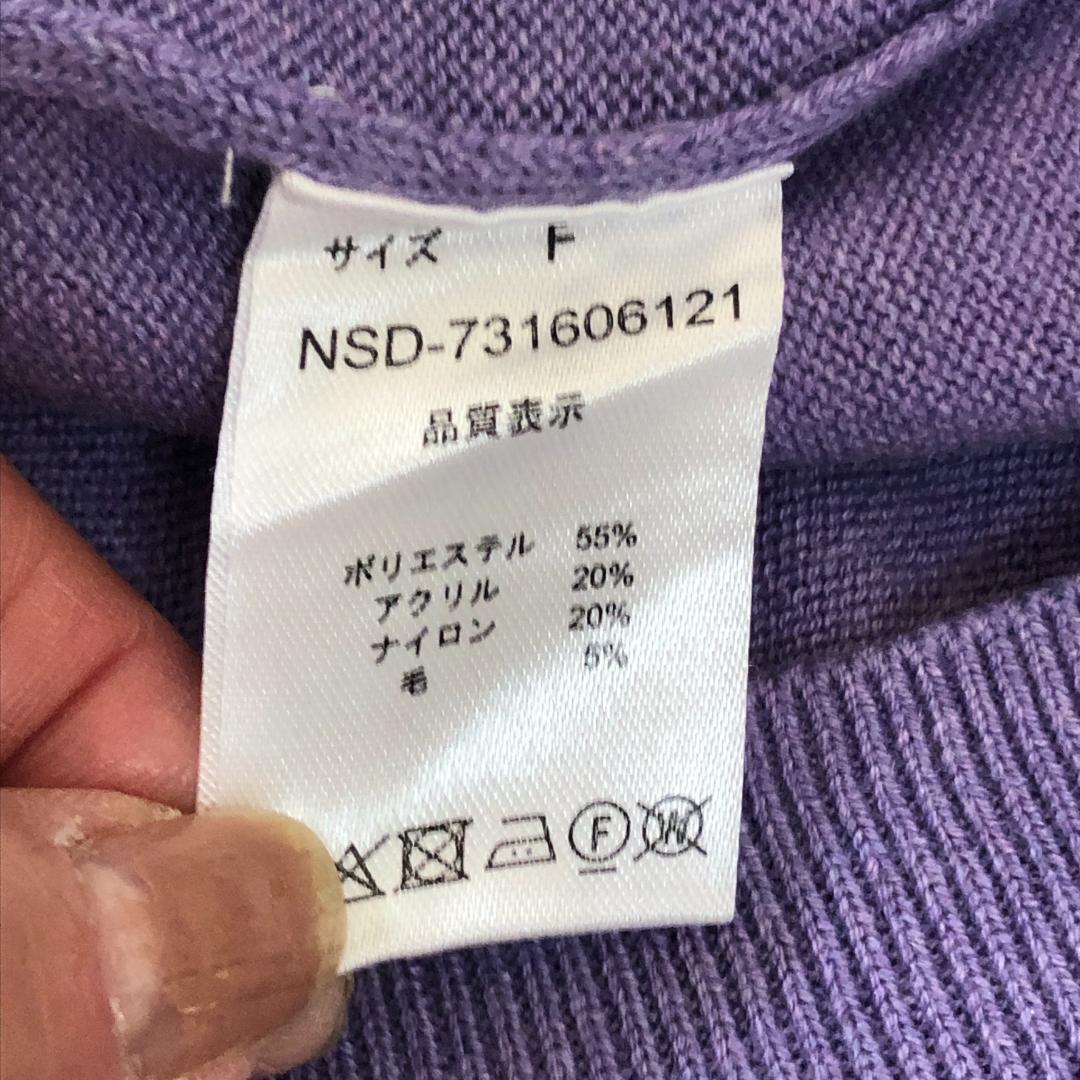 サイズ F
NSD-731606121
品質表示
ポリエステル 55%
アクリル 20%
ナイロン 20%
毛 5%
F W